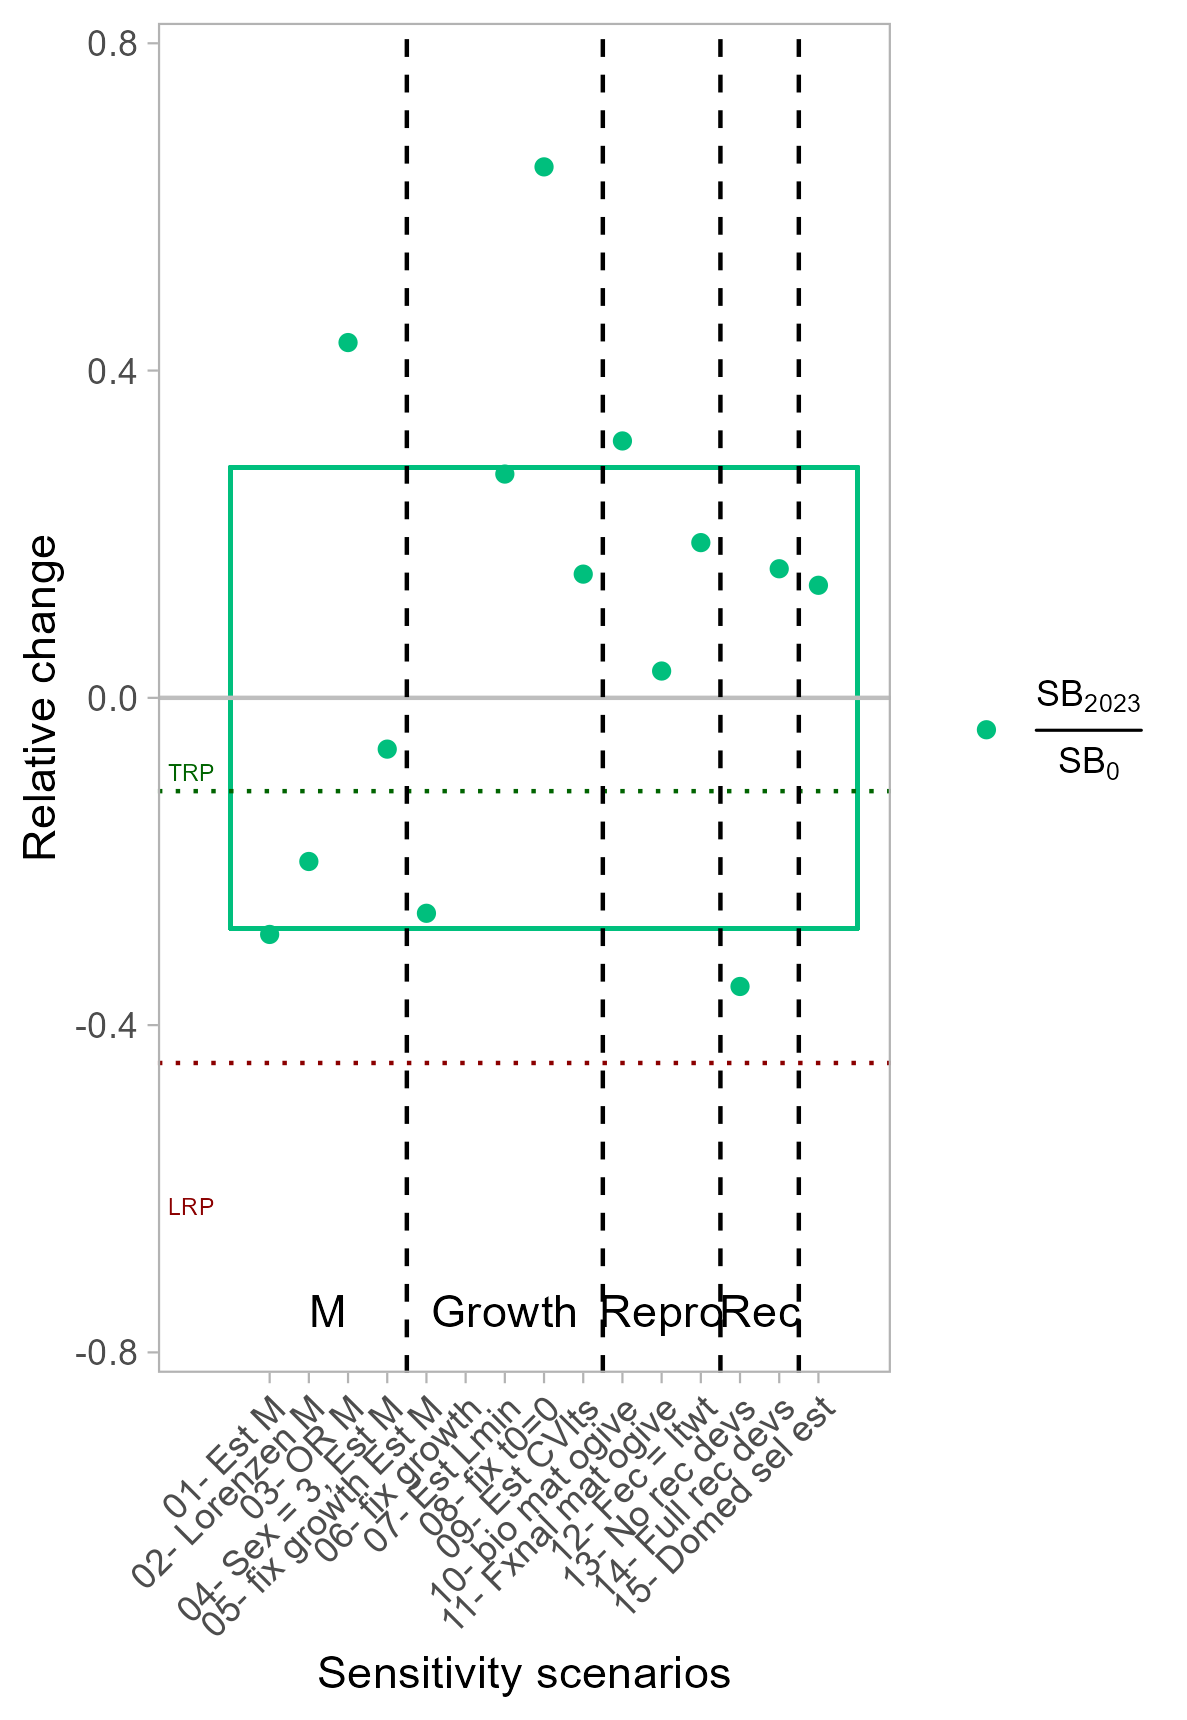 0.8
0.4
0.0
-0.4
-0.8
Relative change
TRP
LRP
M
Growth
Repro
Rec
01- Est M
02- Lorenzen M
03- OR M
04- Sex = 3, Est M
05- fix growth Est M
06- fix growth
07- Est Lmin
08- fix t0=0
09- Est CVlts
10- bio mat ogive
11- Fxnal mat ogive
12- Fec = ltwt
13- No rec devs
14- Full rec devs
15- Domed sel est
Sensitivity scenarios
SB2023
SB0